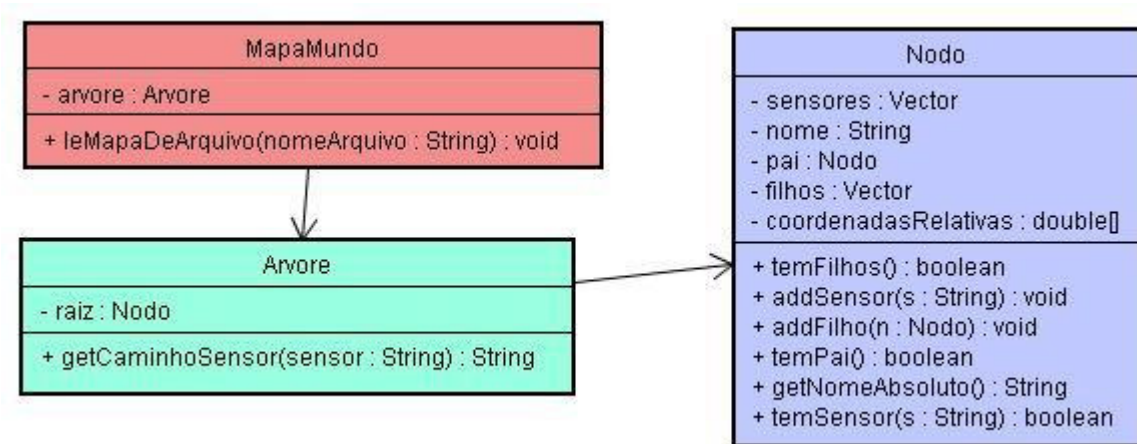 MapaMundo
- arvore : Arvore
+ leMapaDeArquivo(nomeArquivo : String) : void
Arvore
- raiz : Nodo
+ getCaminhoSensor(sensor : String) : String
Nodo
- sensores : Vector
- nome : String
- pai : Nodo
- filhos : Vector
- coordenadasRelativas : double[]
+ temFilhos() : boolean
+ addSensor(s : String) : void
+ addFilho(n : Nodo) : void
+ temPai() : boolean
+ getNomeAbsoluto() : String
+ temSensor(s : String) : boolean